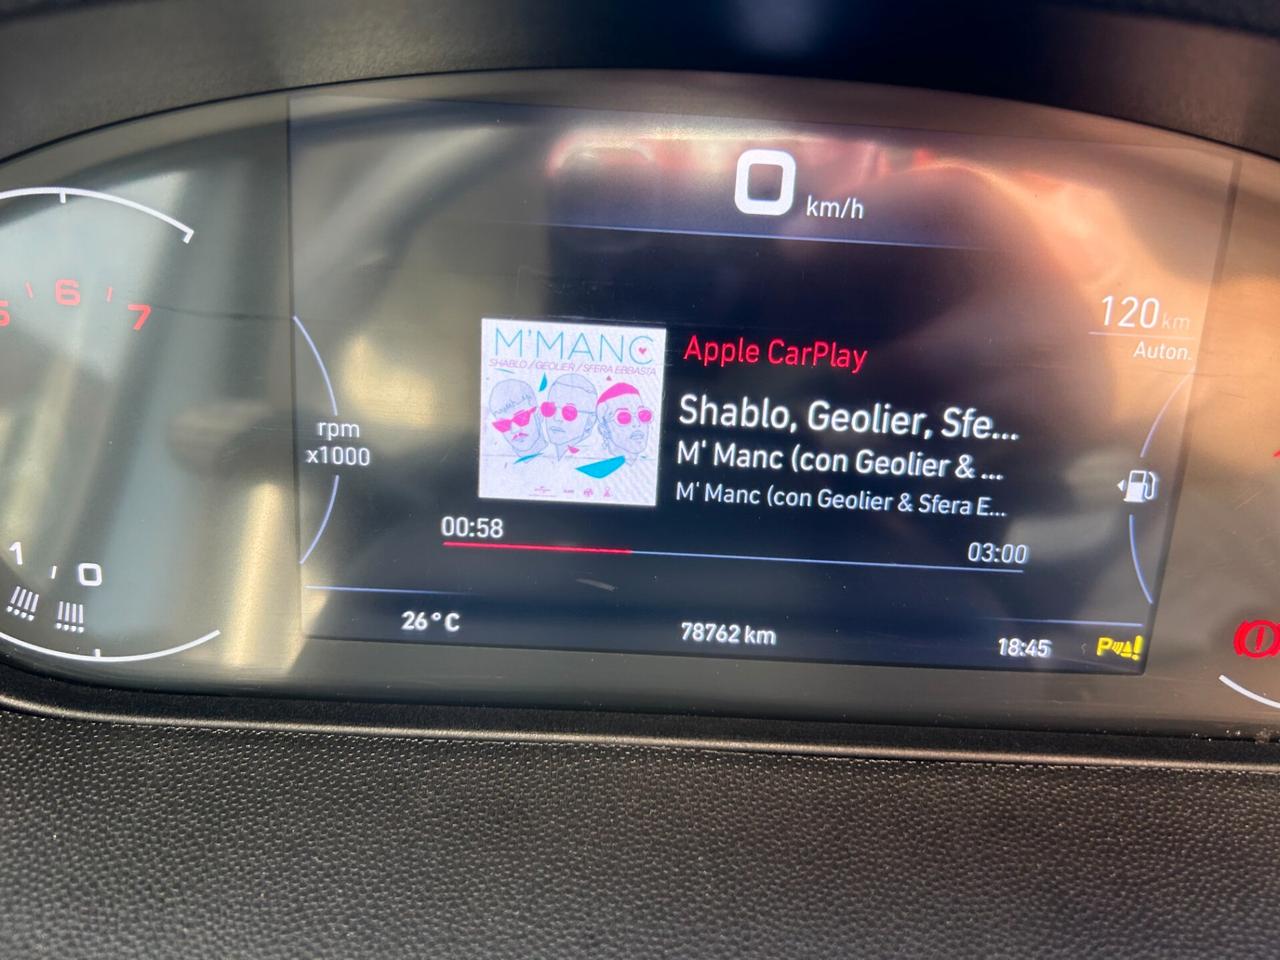 0 km/h
120 km
Auton.
5 6 7
M'MANC
SHABLO / GEOLIER / SFERA EBBASTA
Apple CarPlay
Shablo, Geolier, Sfe...
M' Manc (con Geolier & ...
M' Manc (con Geolier & Sfera E...
rpm
x1000
00:58
03:00
1 0
26°C
78762 km
18:45
P